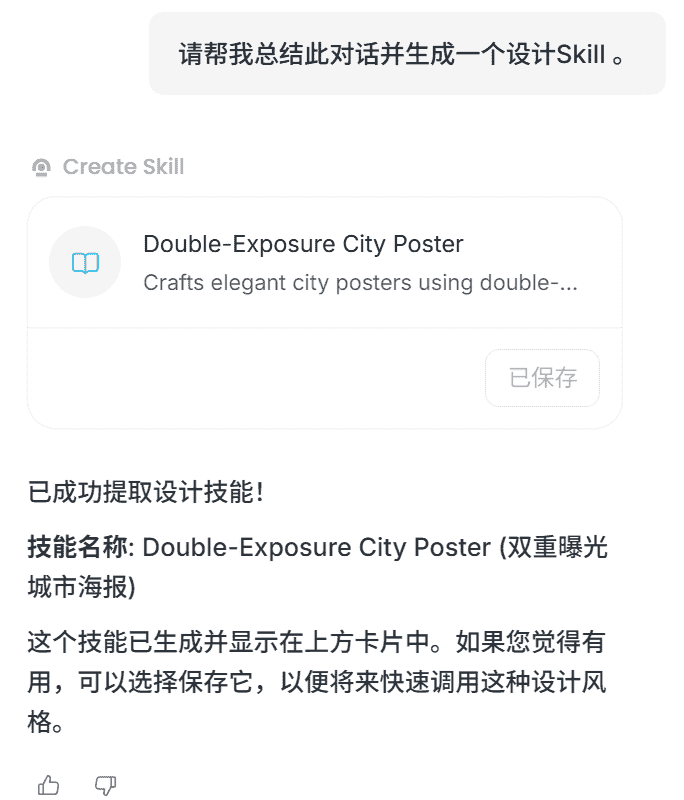 请帮我总结此对话并生成一个设计Skill 。
Create Skill
Double-Exposure City Poster
Crafts elegant city posters using double-...
已保存
已成功提取设计技能！
技能名称: Double-Exposure City Poster (双重曝光
城市海报)
这个技能已生成并显示在上方卡片中。如果您觉得有
用，可以选择保存它，以便将来快速调用这种设计风
格。